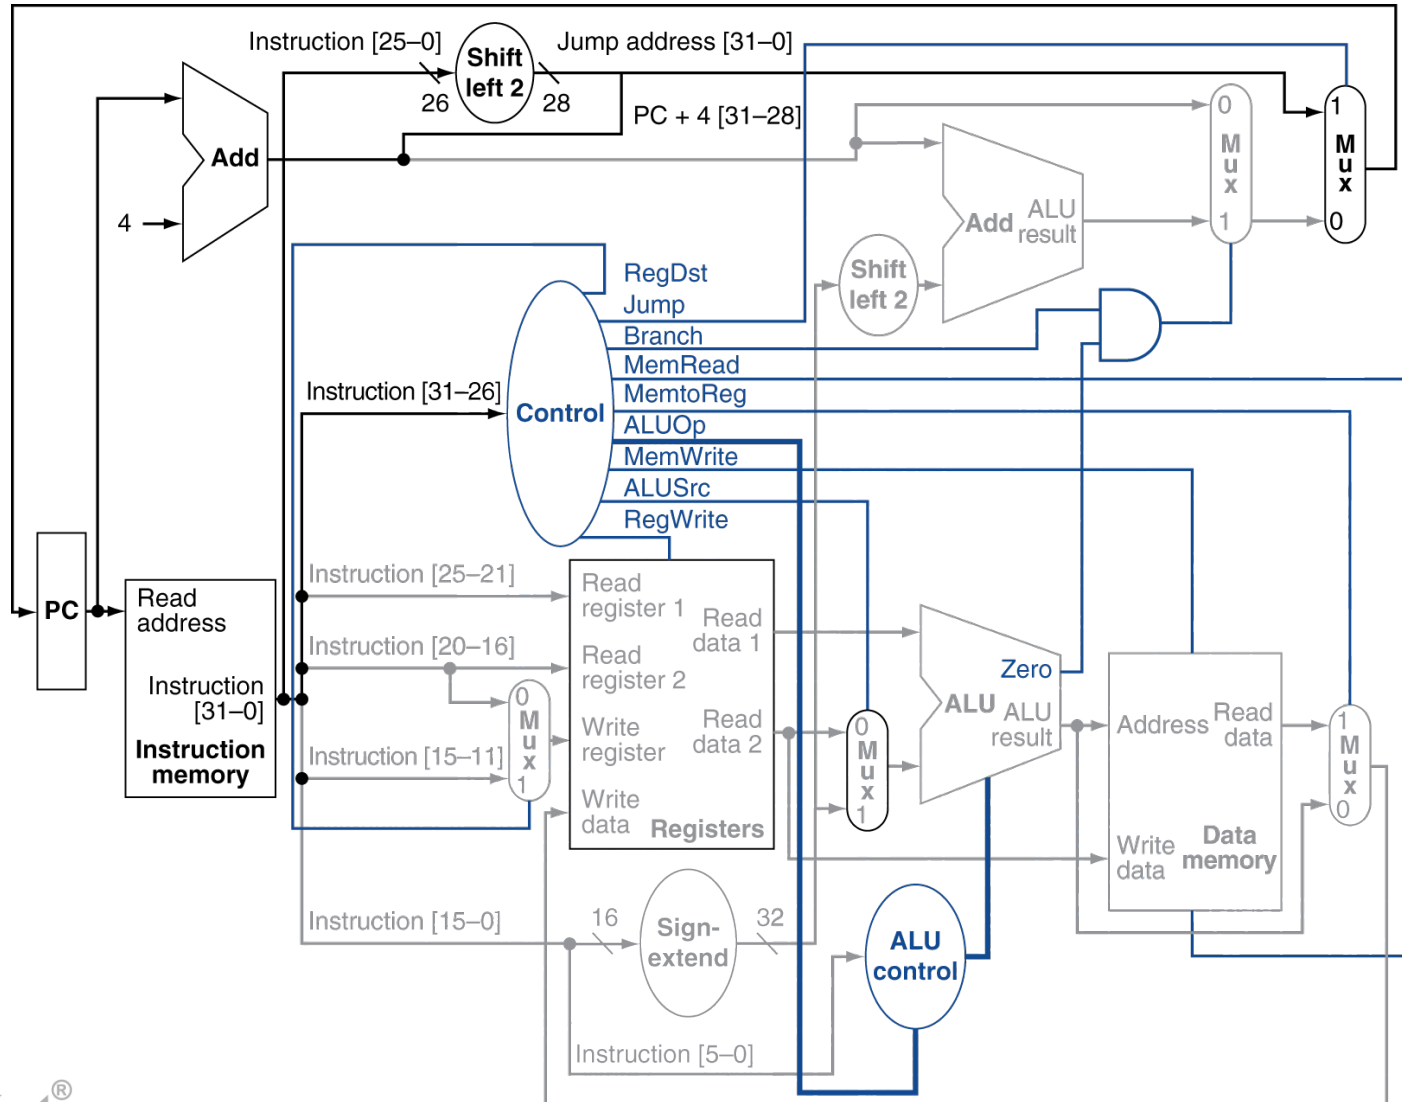 Instruction [25–0]
Shift
left 2
Jump address [31–0]
26
28
PC + 4 [31–28]
Add
4
0
M
u
x
1
1
M
u
x
0
Add
ALU
result
Shift
left 2
RegDst
Jump
Branch
MemRead
MemtoReg
ALUOp
MemWrite
ALUSrc
RegWrite
Instruction [31–26]
Control
PC
Read
address
Instruction
[31–0]
Instruction
memory
Instruction [25–21]
Instruction [20–16]
Instruction [15–11]
0
M
u
x
1
Read
register 1
Read
register 2
Write
register
Write
data
Read
data 1
Read
data 2
Registers
0
M
u
x
1
Zero
ALU
ALU
result
Address
Read
data
Write
data
Data
memory
1
M
u
x
0
Instruction [15–0]
16
Sign-
extend
32
ALU
control
Instruction [5–0]
®